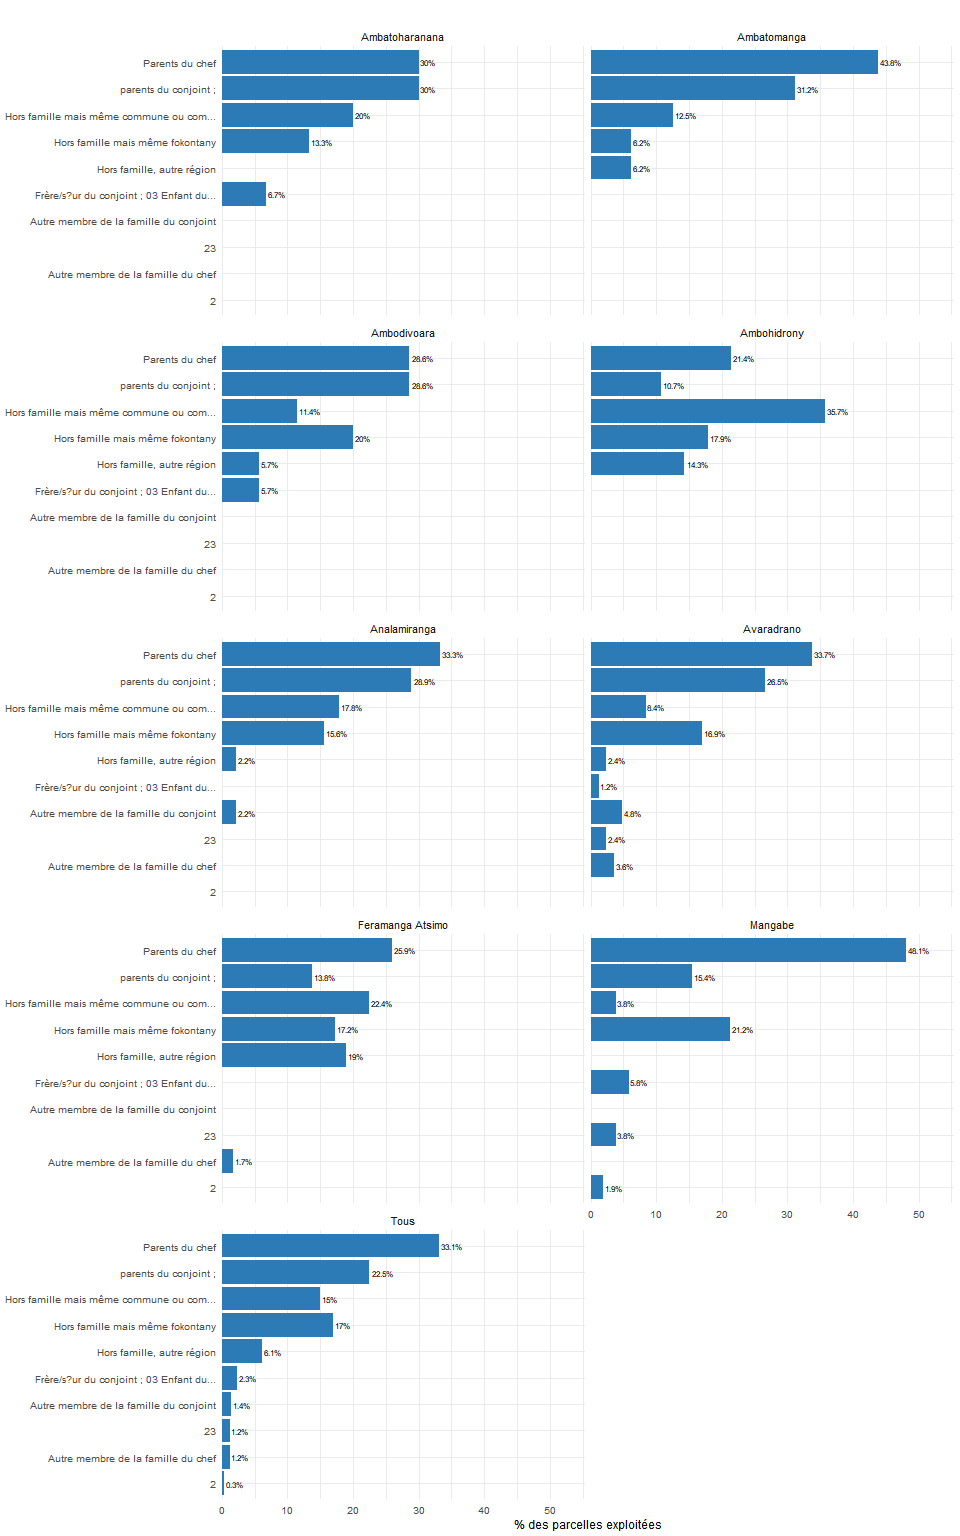 Ambatoharanana
Ambatomanga
Parents du chef
30%
43.8%
parents du conjoint ;
30%
31.2%
Hors famille mais même commune ou com...
20%
12.5%
Hors famille mais même fokontany
13.3%
6.2%
Hors famille, autre région
6.2%
Frère/s?ur du conjoint ; 03 Enfant du...
6.7%
Autre membre de la famille du conjoint
23
Autre membre de la famille du chef
2
Ambodivoara
Ambohidrony
Parents du chef
28.6%
21.4%
parents du conjoint ;
28.6%
10.7%
Hors famille mais même commune ou com...
11.4%
35.7%
Hors famille mais même fokontany
20%
17.9%
Hors famille, autre région
5.7%
14.3%
Frère/s?ur du conjoint ; 03 Enfant du...
5.7%
Autre membre de la famille du conjoint
23
Autre membre de la famille du chef
2
Analamiranga
Avaradrano
Parents du chef
33.3%
33.7%
parents du conjoint ;
28.9%
26.5%
Hors famille mais même commune ou com...
17.8%
8.4%
Hors famille mais même fokontany
15.6%
16.9%
Hors famille, autre région
2.2%
2.4%
Frère/s?ur du conjoint ; 03 Enfant du...
1.2%
Autre membre de la famille du conjoint
2.2%
4.8%
23
2.4%
Autre membre de la famille du chef
3.6%
2
Feramanga Atsimo
Mangabe
Parents du chef
25.9%
48.1%
parents du conjoint ;
13.8%
15.4%
Hors famille mais même commune ou com...
22.4%
3.8%
Hors famille mais même fokontany
17.2%
21.2%
Hors famille, autre région
19%
Frère/s?ur du conjoint ; 03 Enfant du...
5.8%
Autre membre de la famille du conjoint
23
3.8%
Autre membre de la famille du chef
1.7%
2
1.9%
0 10 20 30 40 50
Tous
Parents du chef
33.1%
parents du conjoint ;
22.5%
Hors famille mais même commune ou com...
15%
Hors famille mais même fokontany
17%
Hors famille, autre région
6.1%
Frère/s?ur du conjoint ; 03 Enfant du...
2.3%
Autre membre de la famille du conjoint
1.4%
23
1.2%
Autre membre de la famille du chef
1.2%
2
0.3%
0 10 20 30 40 50
% des parcelles exploitées